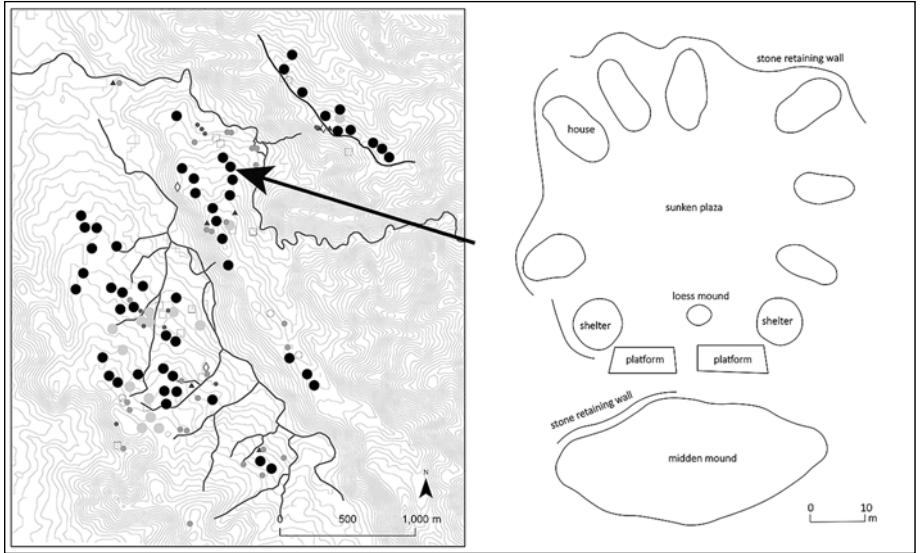 N
0 500 1,000 m
stone retaining wall
house
sunken plaza
loess mound
shelter
shelter
platform
platform
stone retaining wall
midden mound
0 10
m